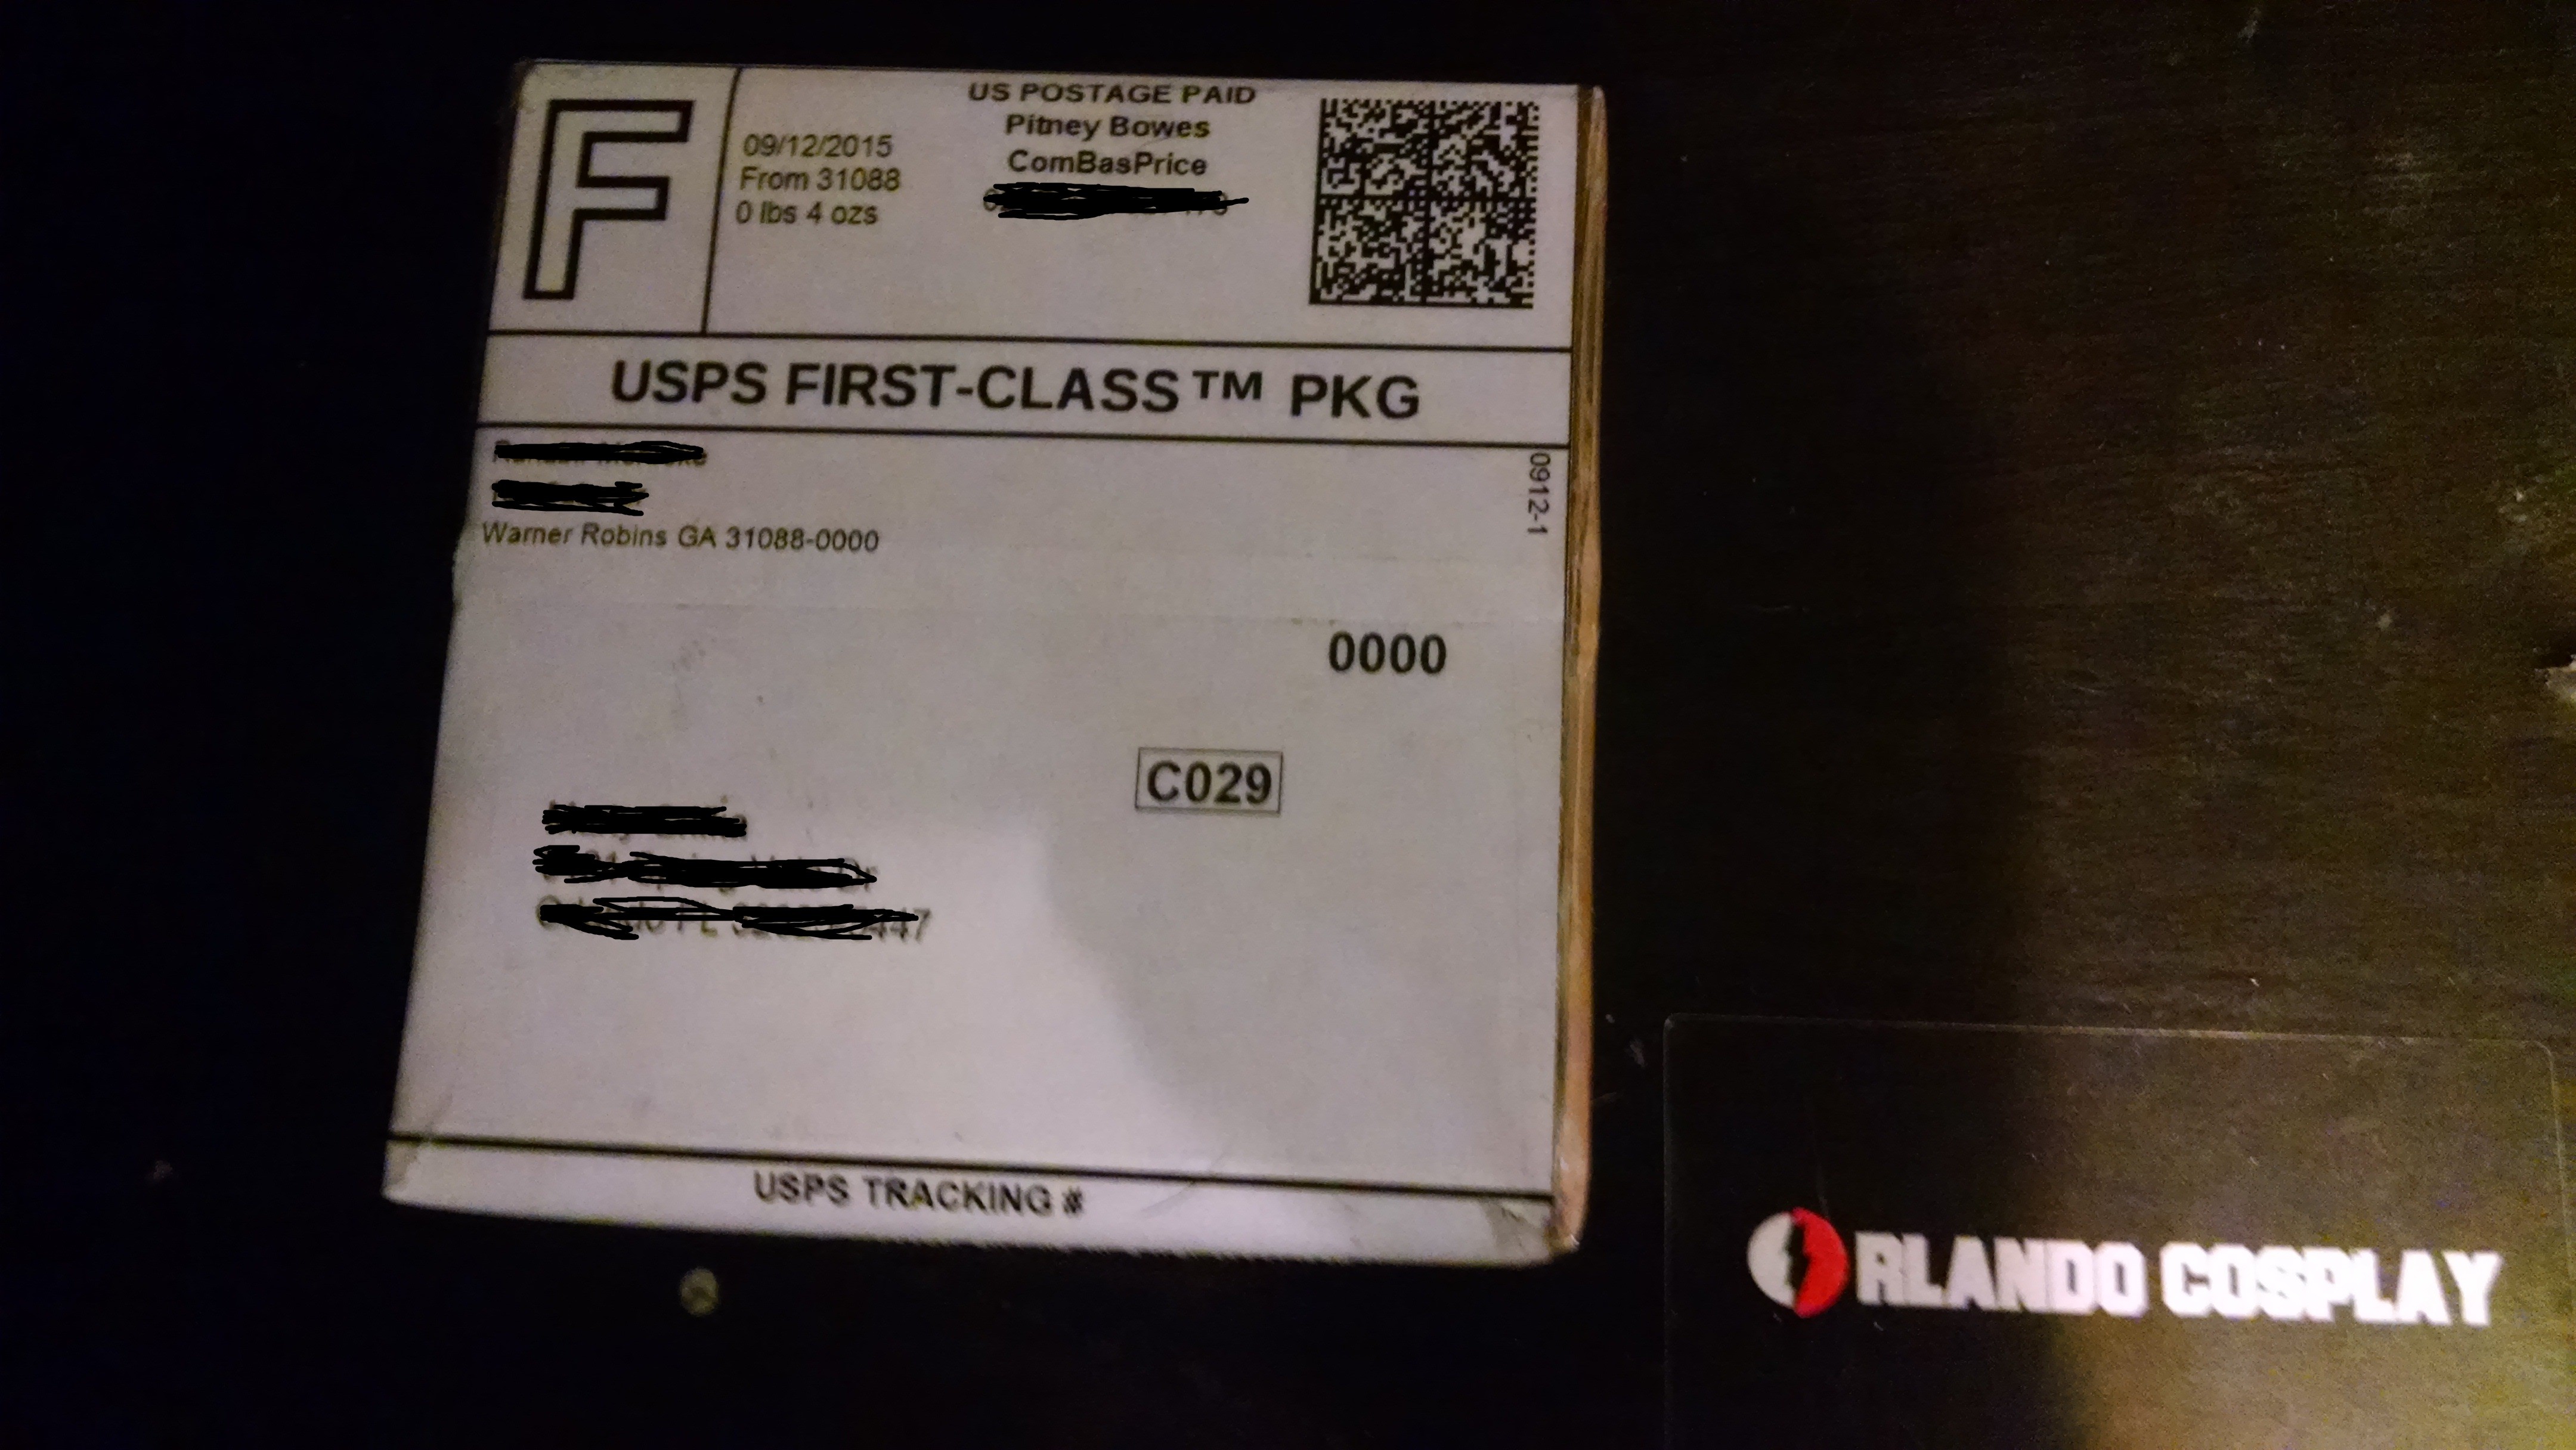 F
US POSTAGE PAID
Pitney Bowes
ComBasPrice
09/12/2015
From 31088
0 lbs 4 ozs
USPS FIRST-CLASS™ PKG
0912-1
Warner Robins GA 31088-0000
0000
C029
USPS TRACKING #
ORLANDO COSPLAY